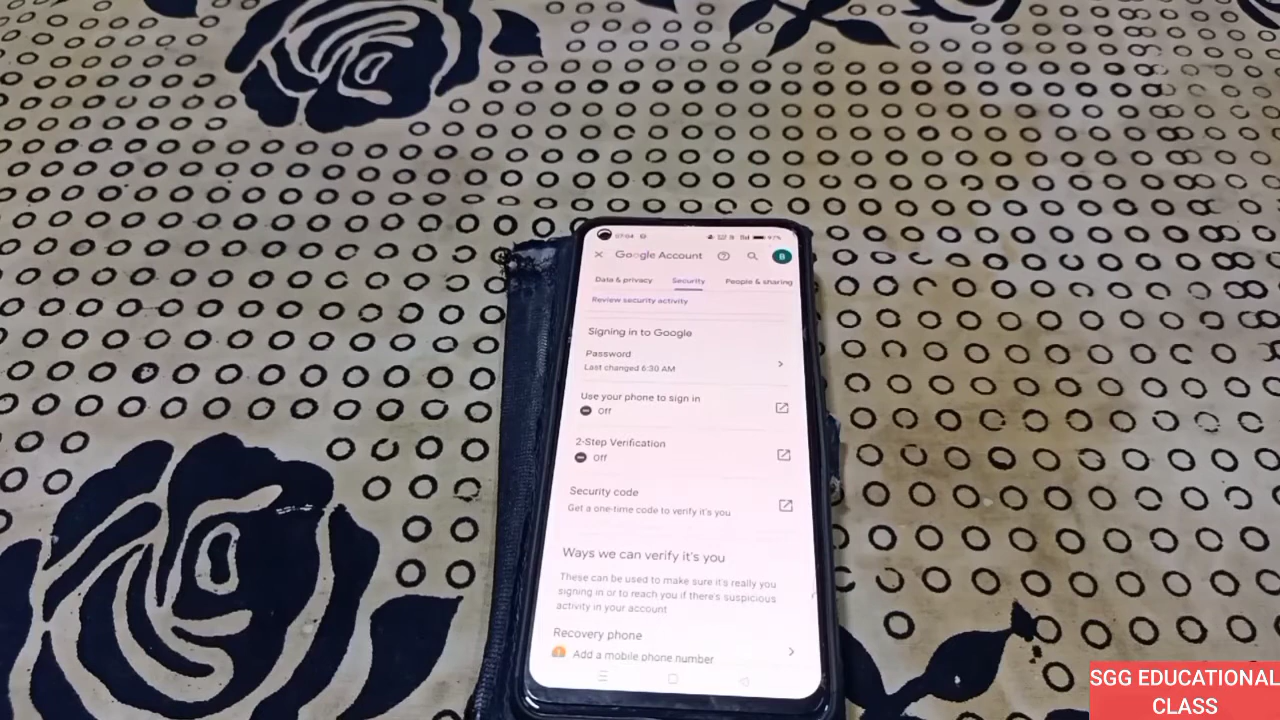 07:04
Google Account
B
Data & privacy Security People & sharing
Review security activity
Signing in to Google
Password
Last changed 6:30 AM
Use your phone to sign in
Off
2-Step Verification
Off
Security code
Get a one-time code to verify it's you
Ways we can verify it's you
These can be used to make sure it's really you
signing in or to reach you if there's suspicious
activity in your account
Recovery phone
Add a mobile phone number
SGG EDUCATIONAL
CLASS